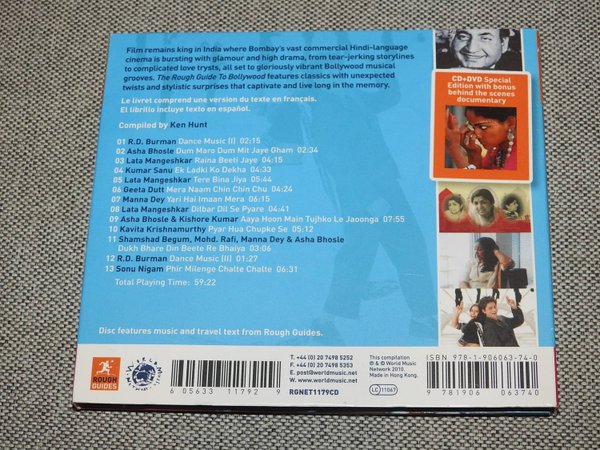 Film remains king in India where Bombay's vast commercial Hindi-language
cinema is bursting with glamour and high drama, from tear-jerking storylines
to complicated love trysts, all set to gloriously vibrant Bollywood musical
grooves. The Rough Guide To Bollywood features classics with unexpected
twists and stylistic surprises that captivate and live long in the memory.
Le livret comprend une version du texte en français.
El librillo incluye texto en español.
Compiled by Ken Hunt
01 R.D. Burman Dance Music (I) 02:15
02 Asha Bhosle Dum Maro Dum Mit Jaye Gham 02:34
03 Lata Mangeshkar Raina Beeti Jaye 04:15
04 Kumar Sanu Ek Ladki Ko Dekha 04:33
05 Lata Mangeshkar Tere Bina Jiya 05:44
06 Geeta Dutt Mera Naam Chin Chin Chu 04:24
07 Manna Dey Yari Hai Imaan Mera 06:15
08 Lata Mangeshkar Dilbar Dil Se Pyare 04:41
09 Asha Bhosle & Kishore Kumar Aaya Hoon Main Tujhko Le Jaoonga 07:55
10 Kavita Krishnamurthy Pyar Hua Chupke Se 05:12
11 Shamshad Begum, Mohd. Rafi, Manna Dey & Asha Bhosle
Dukh Bhare Din Beete Re Bhaiya 03:06
12 R.D. Burman Dance Music (II) 01:27
13 Sonu Nigam Phir Milenge Chalte Chalte 06:31
Total Playing Time: 59:22
Disc features music and travel text from Rough Guides.
CD+DVD Special
Edition with bonus
behind the scenes
documentary
ROUGH
GUIDES
6 05633 11792 9
T. +44 (0) 20 7498 5252
F. +44 (0) 20 7498 5353
E. post@worldmusic.net
W. www.worldmusic.net
RGNET1179CD
This compilation
℗ & © World Music
Network 2010.
Made in Hong Kong.
LC 11067
ISBN 978-1-906063-74-0
9 781906 063740